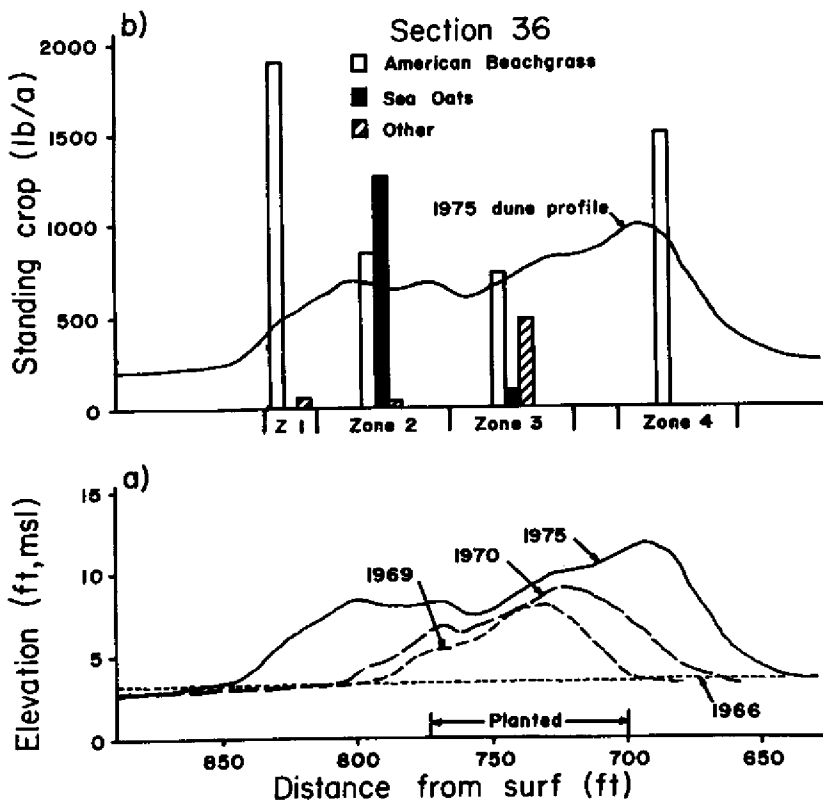 b)
Section 36
American Beachgrass
Sea Oats
Other
Standing crop (lb/a)
2000
1500
1000
500
0
1975 dune profile
Z 1
Zone 2
Zone 3
Zone 4
a)
Elevation (ft,msl)
15
10
5
0
1969
1970
1975
1966
Planted
850
800
750
700
650
Distance from surf (ft)